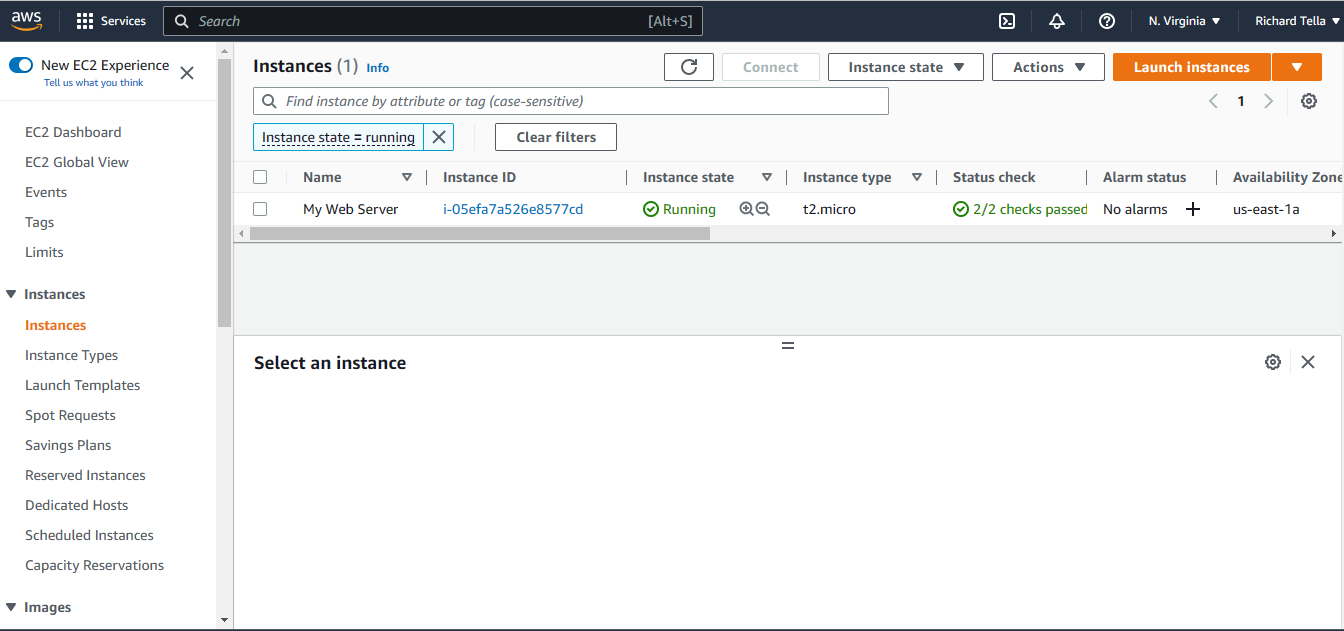 aws Services Search [Alt+S] N. Virginia Richard Tella
New EC2 Experience
Tell us what you think
EC2 Dashboard
EC2 Global View
Events
Tags
Limits
Instances
Instances
Instance Types
Launch Templates
Spot Requests
Savings Plans
Reserved Instances
Dedicated Hosts
Scheduled Instances
Capacity Reservations
Images
Instances (1) Info Connect Instance state Actions Launch instances
Find instance by attribute or tag (case-sensitive) 1
Instance state = running Clear filters
Name Instance ID Instance state Instance type Status check Alarm status Availability Zone
My Web Server i-05efa7a526e8577cd Running t2.micro 2/2 checks passed No alarms us-east-1a
Select an instance